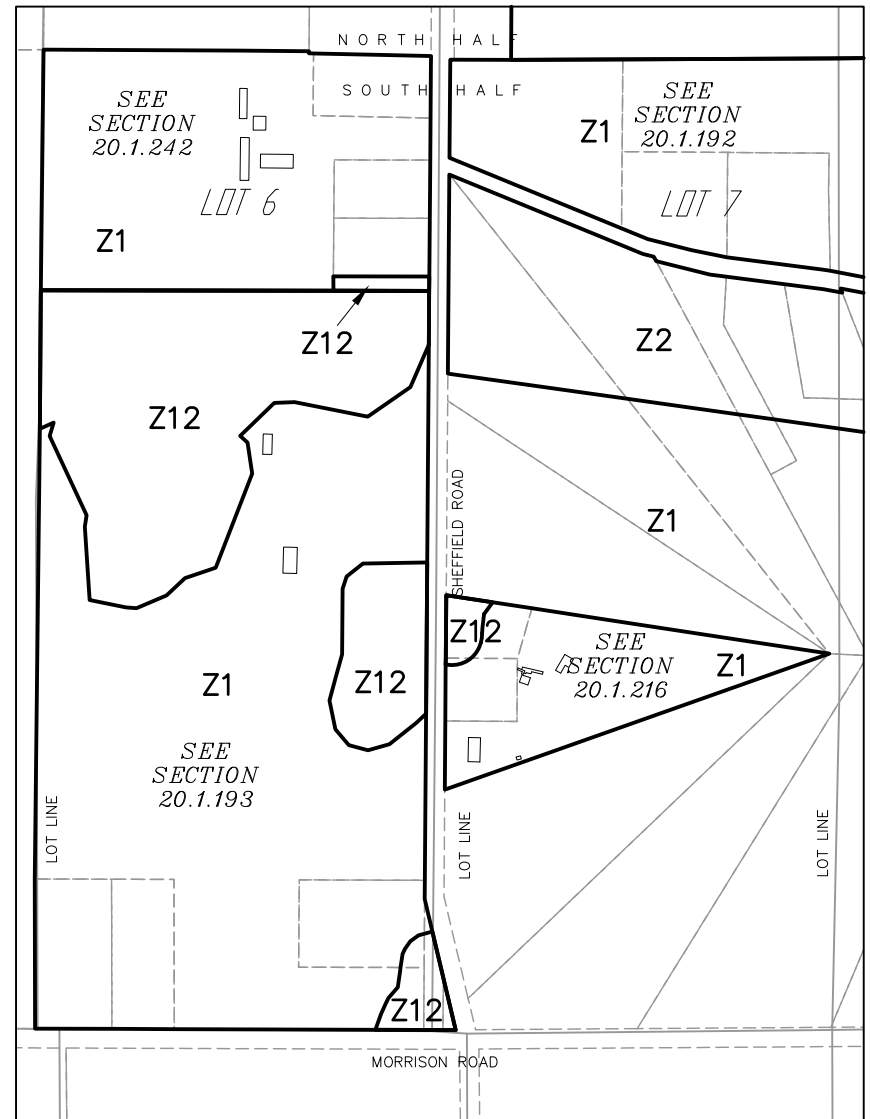 NORTH HALF
SOUTH HALF
SEE
SECTION
20.1.242
LOT 6
Z1
Z12
Z12
SEE
SECTION
20.1.192
Z1
LOT 7
Z2
Z1
SHEFFIELD ROAD
Z12
SEE
SECTION
20.1.216
Z1
Z1
Z12
SEE
SECTION
20.1.193
LOT LINE
LOT LINE
LOT LINE
Z12
MORRISON ROAD